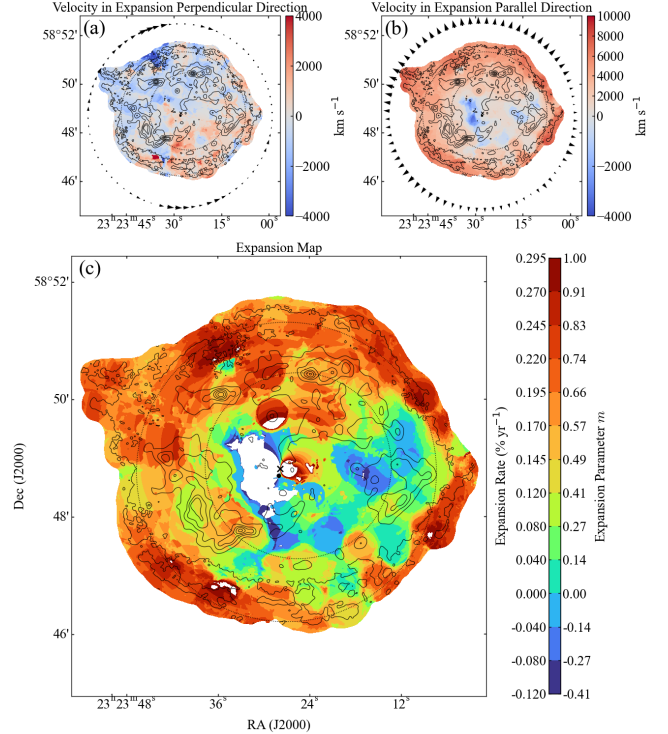 Velocity in Expansion Perpendicular Direction
Velocity in Expansion Parallel Direction
(a)
58°52′
50′
48′
46′
23ʰ23ᵐ45ˢ
30ˢ
15ˢ
00ˢ
4000
2000
0
−2000
−4000
km s⁻¹
(b)
58°52′
50′
48′
46′
23ʰ23ᵐ45ˢ
30ˢ
15ˢ
00ˢ
10000
8000
6000
4000
2000
0
−2000
−4000
km s⁻¹
Expansion Map
(c)
58°52′
50′
48′
46′
Dec (J2000)
23ʰ23ᵐ48ˢ
36ˢ
24ˢ
12ˢ
RA (J2000)
0.295 1.00
0.270 0.91
0.245 0.83
0.220 0.74
0.195 0.66
0.170 0.57
0.145 0.49
0.120 0.41
0.080 0.27
0.040 0.14
0.000 0.00
-0.040 -0.14
-0.080 -0.27
-0.120 -0.41
Expansion Rate (% yr⁻¹)
Expansion Parameter m